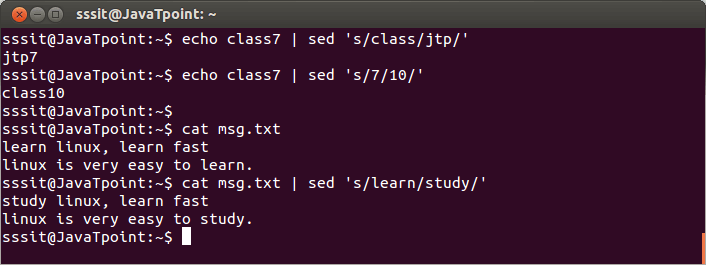 sssit@JavaTpoint: ~
sssit@JavaTpoint:~$ echo class7 | sed 's/class/jtp/'
jtp7
sssit@JavaTpoint:~$ echo class7 | sed 's/7/10/'
class10
sssit@JavaTpoint:~$
sssit@JavaTpoint:~$ cat msg.txt
learn linux, learn fast
linux is very easy to learn.
sssit@JavaTpoint:~$ cat msg.txt | sed 's/learn/study/'
study linux, learn fast
linux is very easy to study.
sssit@JavaTpoint:~$